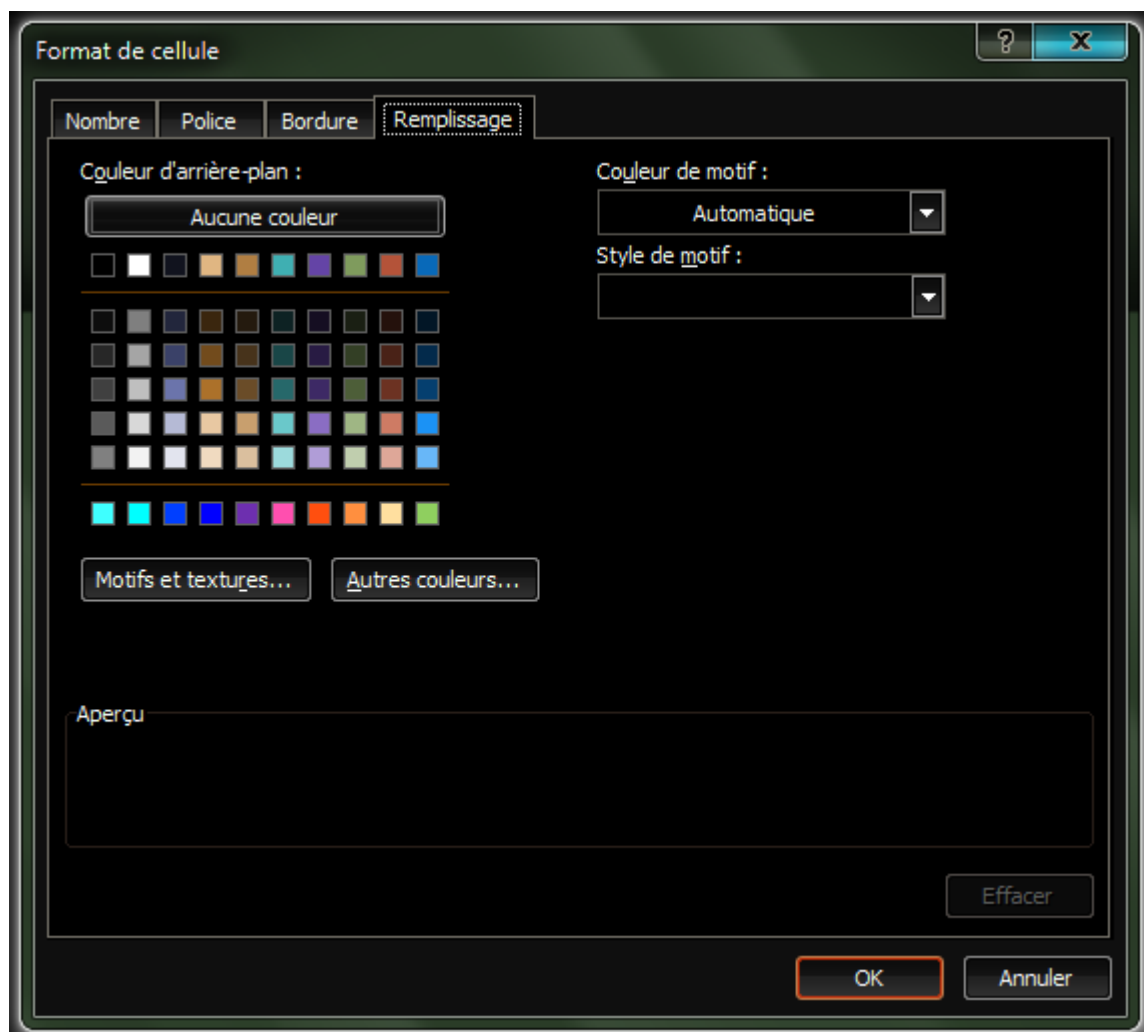 Format de cellule
Nombre Police Bordure Remplissage
Couleur d'arrière-plan :
Aucune couleur
Couleur de motif :
Automatique
Style de motif :
Motifs et textures... Autres couleurs...
Aperçu
Effacer
OK Annuler